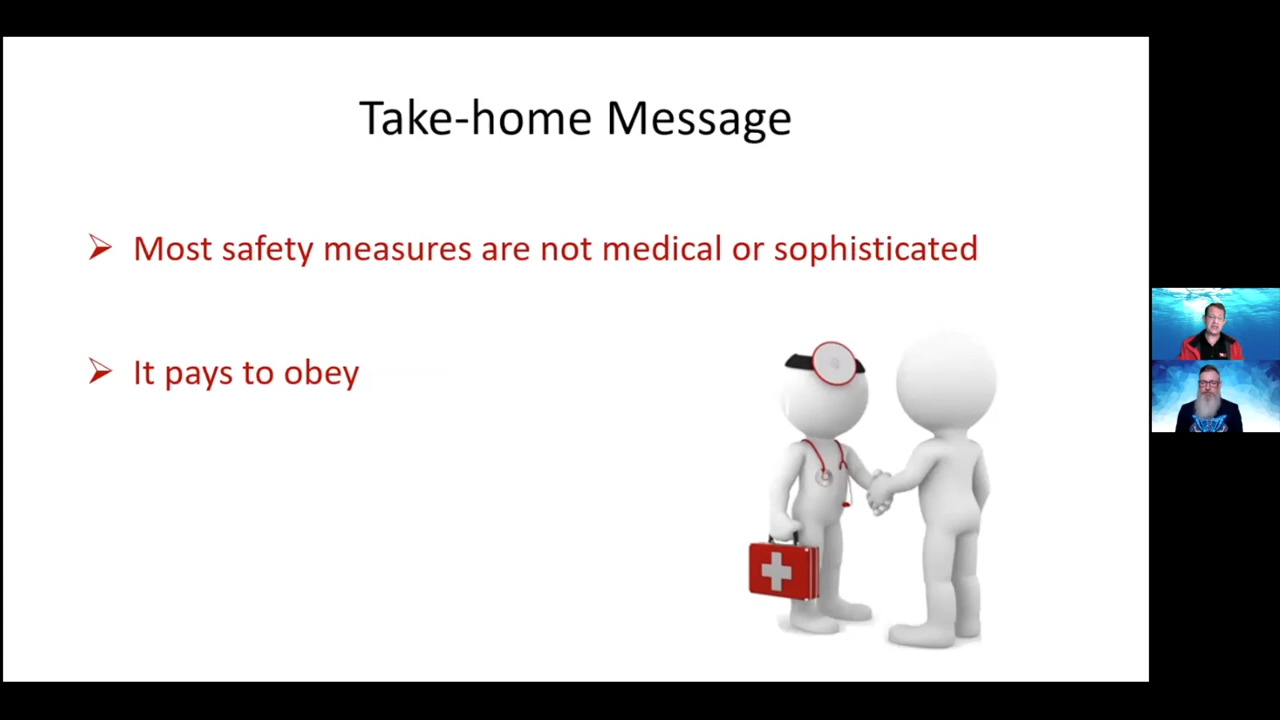 Take-home Message
Most safety measures are not medical or sophisticated
It pays to obey